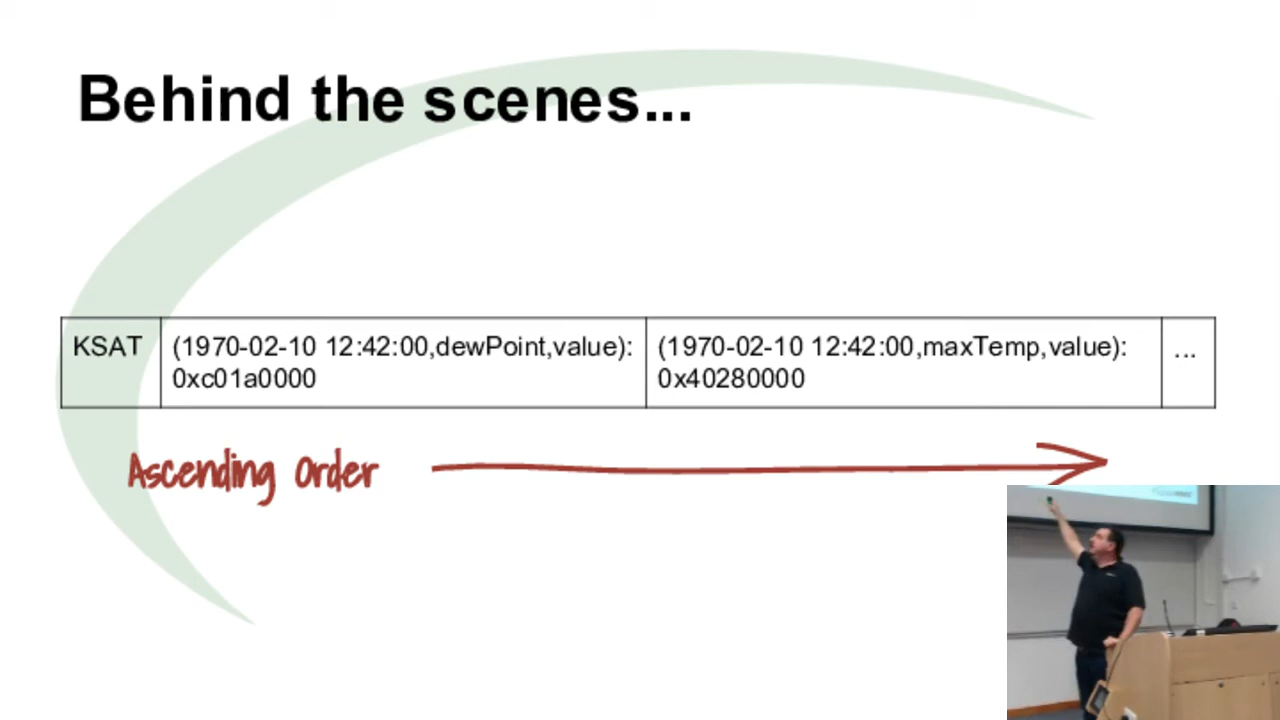 Behind the scenes...
KSAT
(1970-02-10 12:42:00,dewPoint,value):
0xc01a0000
(1970-02-10 12:42:00,maxTemp,value):
0x40280000
...
Ascending Order